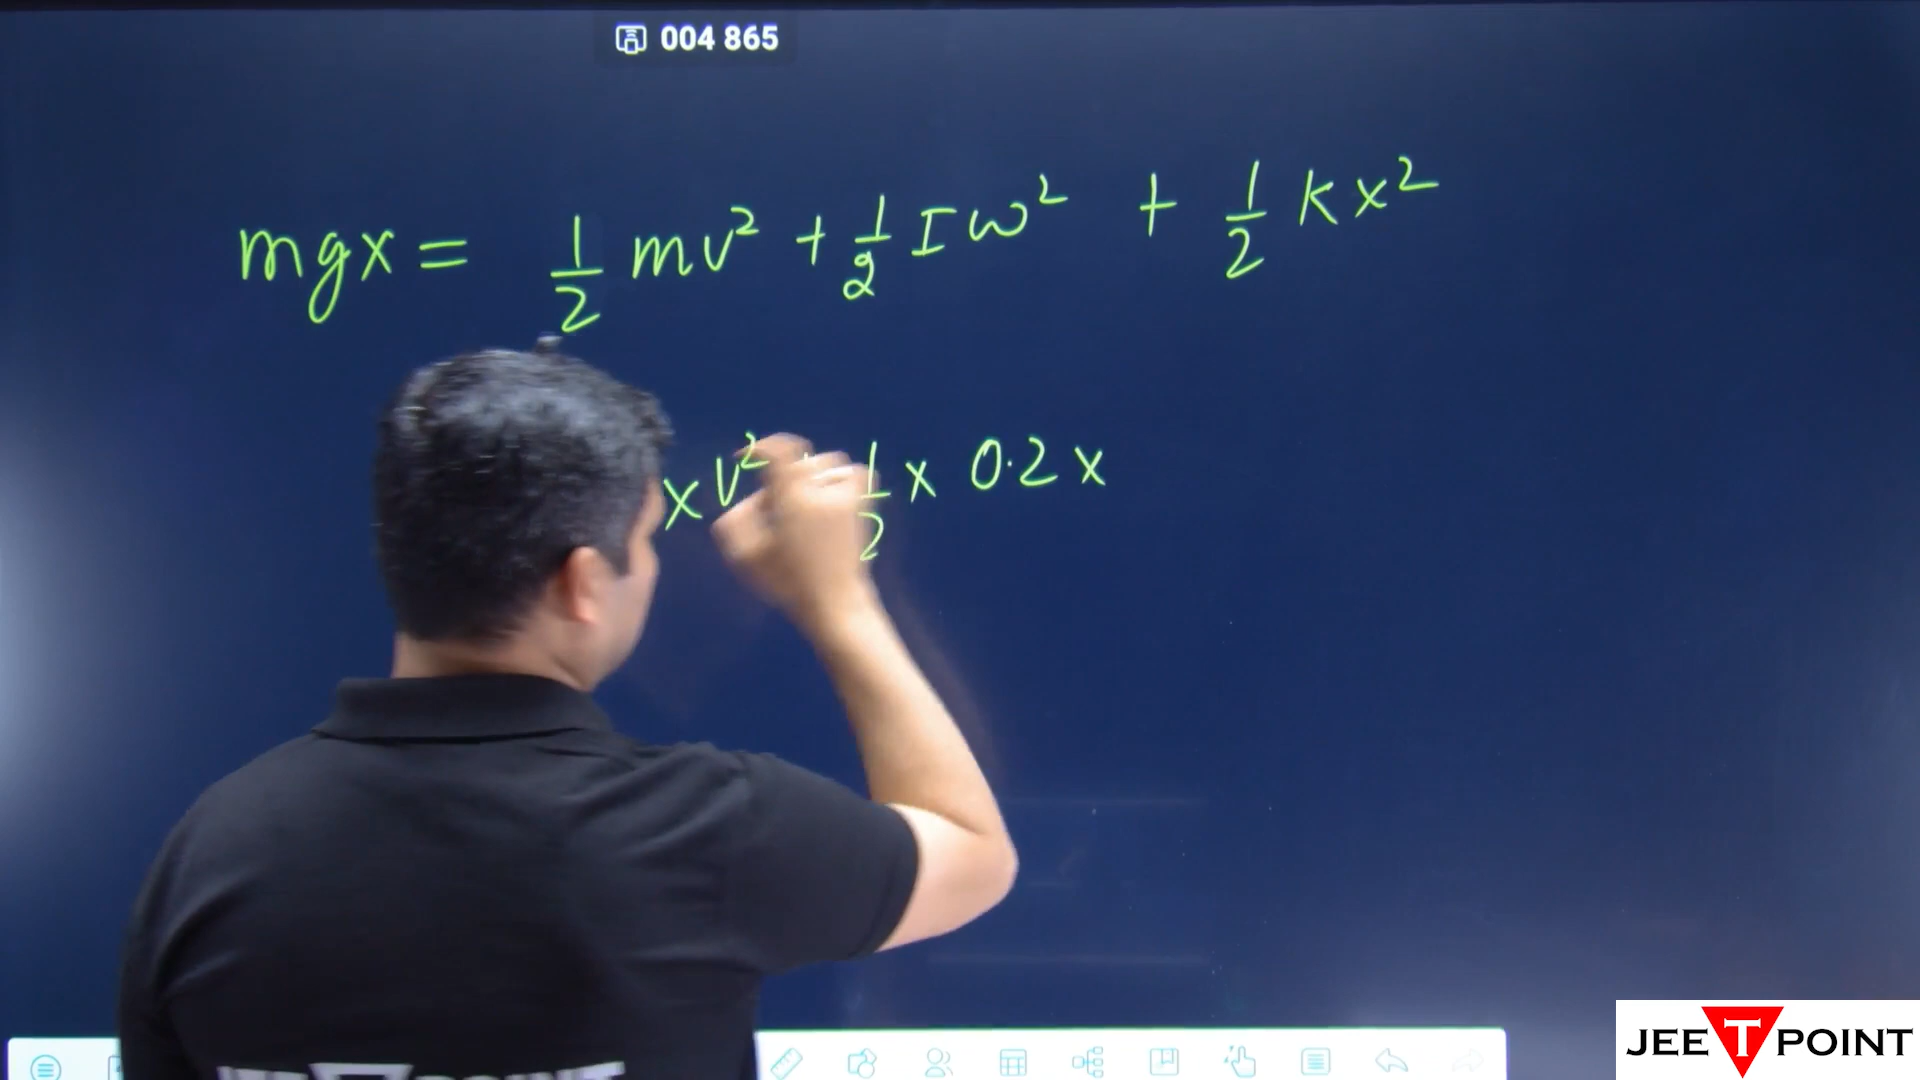 004 865
mgx = 1/2 mv² + 1/2 Iω² + 1/2 kx²
x v² + 1/2 x 0.2 x
JEE T POINT